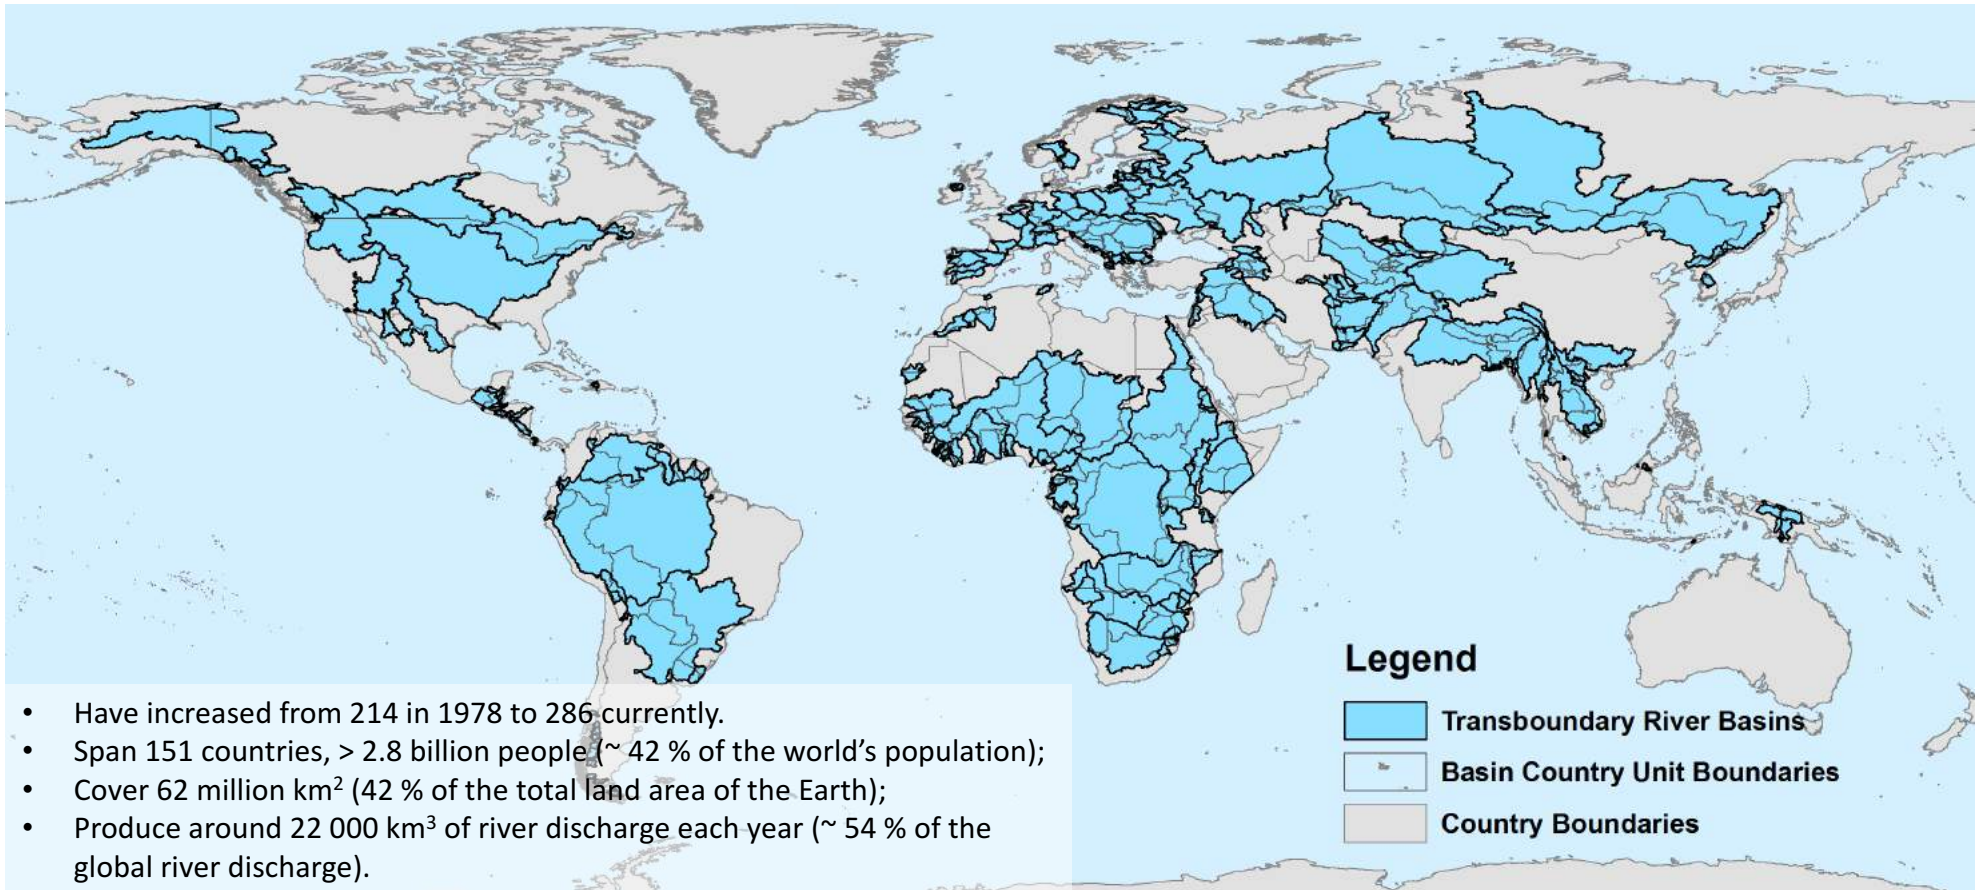 Legend
Transboundary River Basins
Basin Country Unit Boundaries
Country Boundaries
• Have increased from 214 in 1978 to 286 currently.
• Span 151 countries, > 2.8 billion people (~ 42 % of the world’s population);
• Cover 62 million km² (42 % of the total land area of the Earth);
• Produce around 22 000 km³ of river discharge each year (~ 54 % of the
global river discharge).